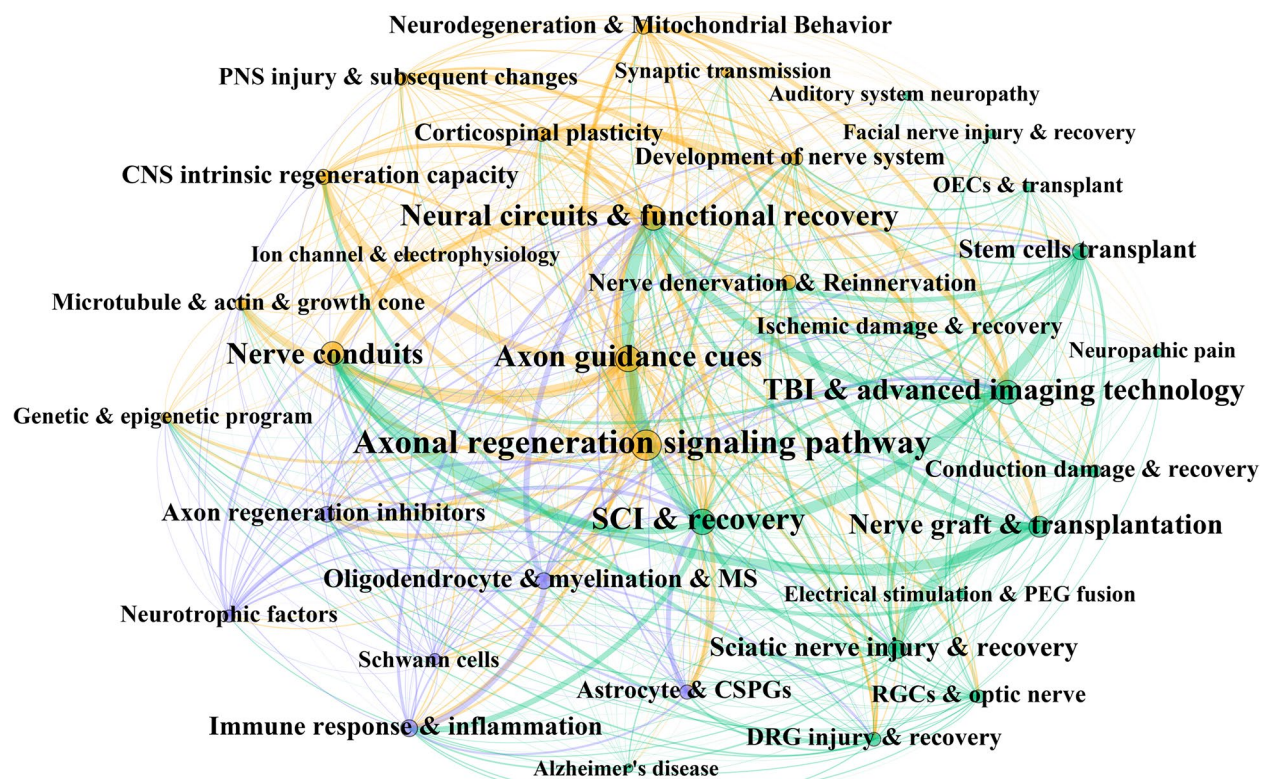 Neurodegeneration & Mitochondrial Behavior
Synaptic transmission
PNS injury & subsequent changes
Auditory system neuropathy
Corticospinal plasticity
Facial nerve injury & recovery
Development of nerve system
CNS intrinsic regeneration capacity
OECs & transplant
Neural circuits & functional recovery
Stem cells transplant
Ion channel & electrophysiology
Nerve denervation & Reinnervation
Microtubule & actin & growth cone
Ischemic damage & recovery
Neuropathic pain
Nerve conduits
Axon guidance cues
TBI & advanced imaging technology
Genetic & epigenetic program
Axonal regeneration signaling pathway
Conduction damage & recovery
Axon regeneration inhibitors
SCI & recovery
Nerve graft & transplantation
Oligodendrocyte & myelination & MS
Electrical stimulation & PEG fusion
Neurotrophic factors
Sciatic nerve injury & recovery
Schwann cells
Astrocyte & CSPGs
RGCs & optic nerve
Immune response & inflammation
DRG injury & recovery
Alzheimer's disease